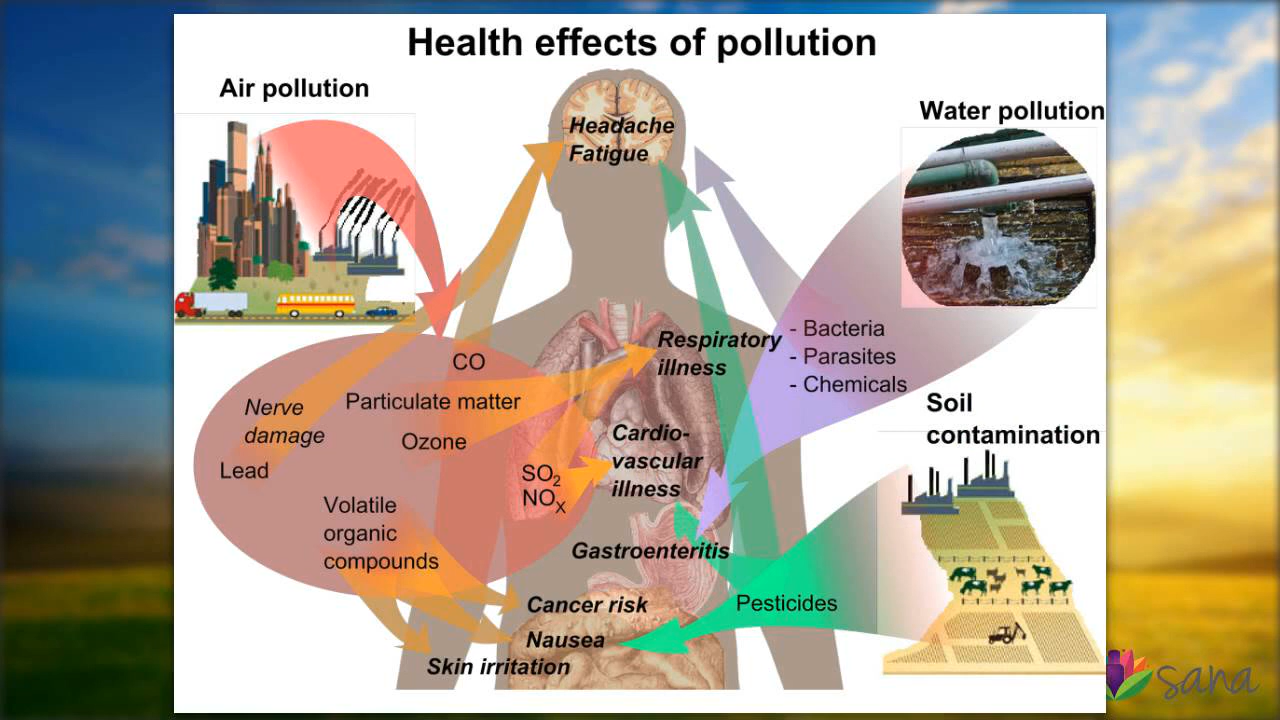 Health effects of pollution
Air pollution
Water pollution
Headache
Fatigue
- Bacteria
- Parasites
- Chemicals
Respiratory
illness
CO
Particulate matter
Nerve
damage
Ozone
Lead
Soil
contamination
Cardio-
vascular
illness
SO2
NOX
Volatile
organic
compounds
Gastroenteritis
Cancer risk
Pesticides
Nausea
Skin irritation
sana